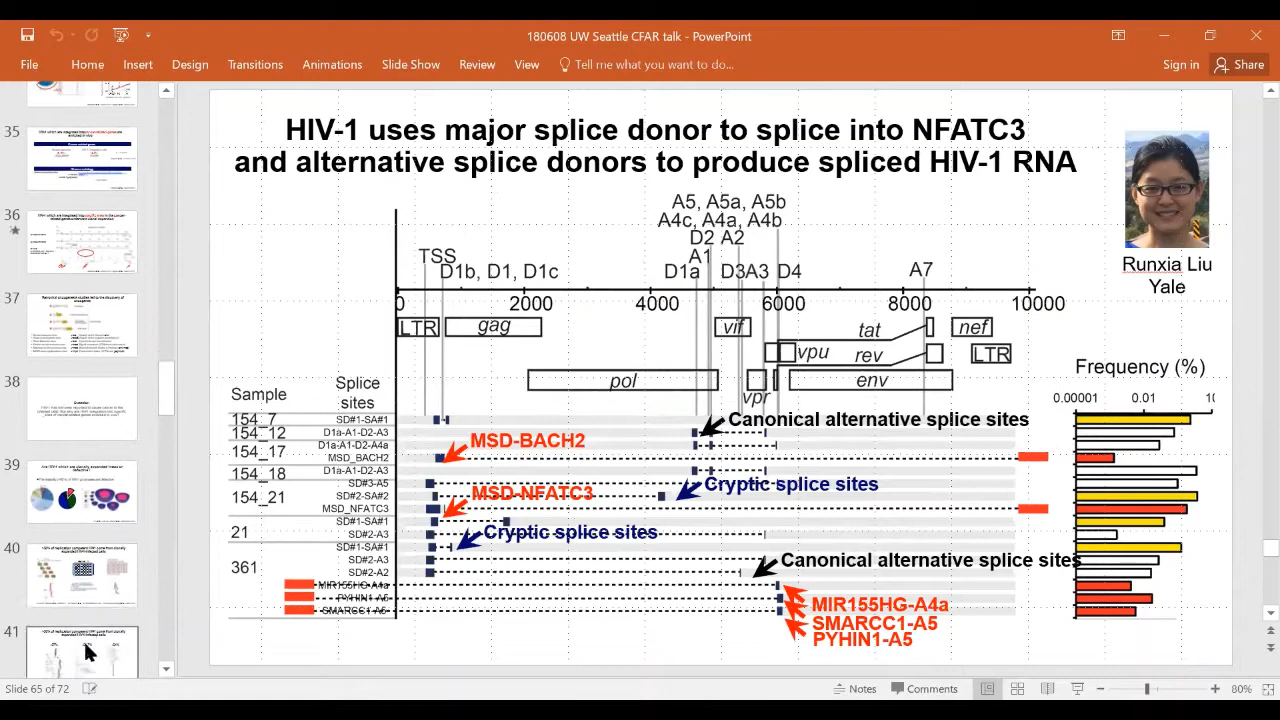 180608 UW Seattle CFAR talk - PowerPoint
File Home Insert Design Transitions Animations Slide Show Review View Tell me what you want to do... Sign in Share
HIV-1 uses major splice donor to splice into NFATC3
and alternative splice donors to produce spliced HIV-1 RNA
Runxia Liu
Yale
A5, A5a, A5b
A4c, A4a, A4b
D2 A2
TSS A1
D1b, D1, D1c D1a D3 A3 D4 A7
0 2000 4000 6000 8000 10000
LTR gag vif tat nef
vpu rev LTR
pol vpr env
Frequency (%)
0.00001 0.01
Sample Splice sites
154_7 SD#1-SA#1
Canonical alternative splice sites
154_12 D1a-A1-D2-A3
MSD-BACH2
154_17 D1a-A1-D2-A4a
MSD_BACH2
154_18 D1a-A1-D2-A3
SD#3-A5
Cryptic splice sites
154_21 SD#2-SA#2
MSD-NFATC3
MSD_NFATC3
SD#1-SA#1
21 SD#2-A3
Cryptic splice sites
SD#1-SA#1
361 SD#2-A3
Canonical alternative splice sites
SD#2-A2
MIR155HG-A4a
PYHIN1-A5
SMARCC1-A5
MIR155HG-A4a
SMARCC1-A5
PYHIN1-A5
35
36
37
38
39
40
41
Slide 65 of 72 Notes Comments 80%